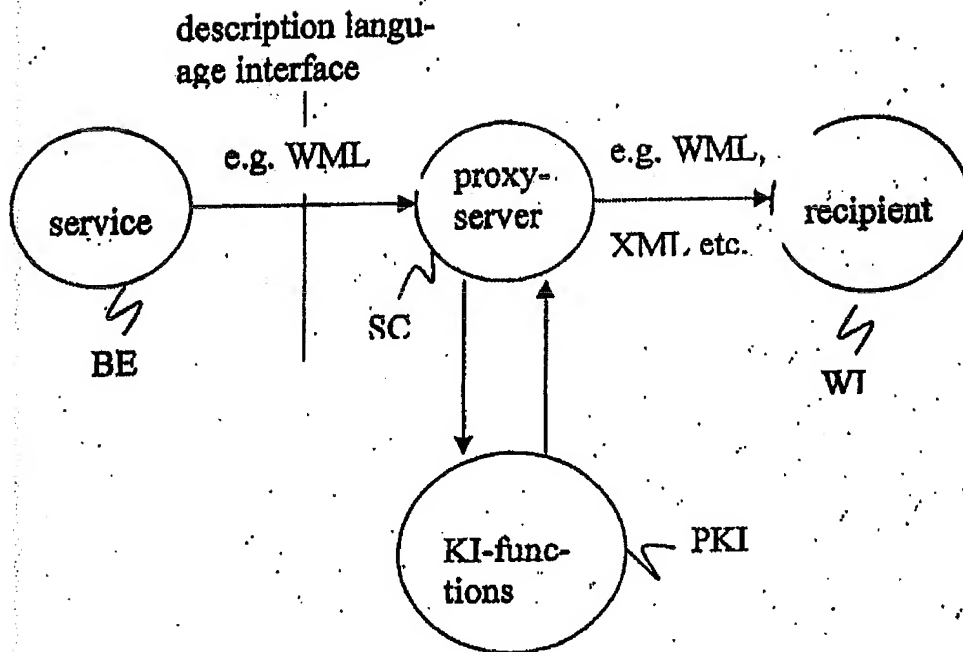 description langu-
age interface
e.g. WML
e.g. WML,
proxy-
server
service
recipient
XML etc.
SC
BE
WI
KI-func-
tions
PKI